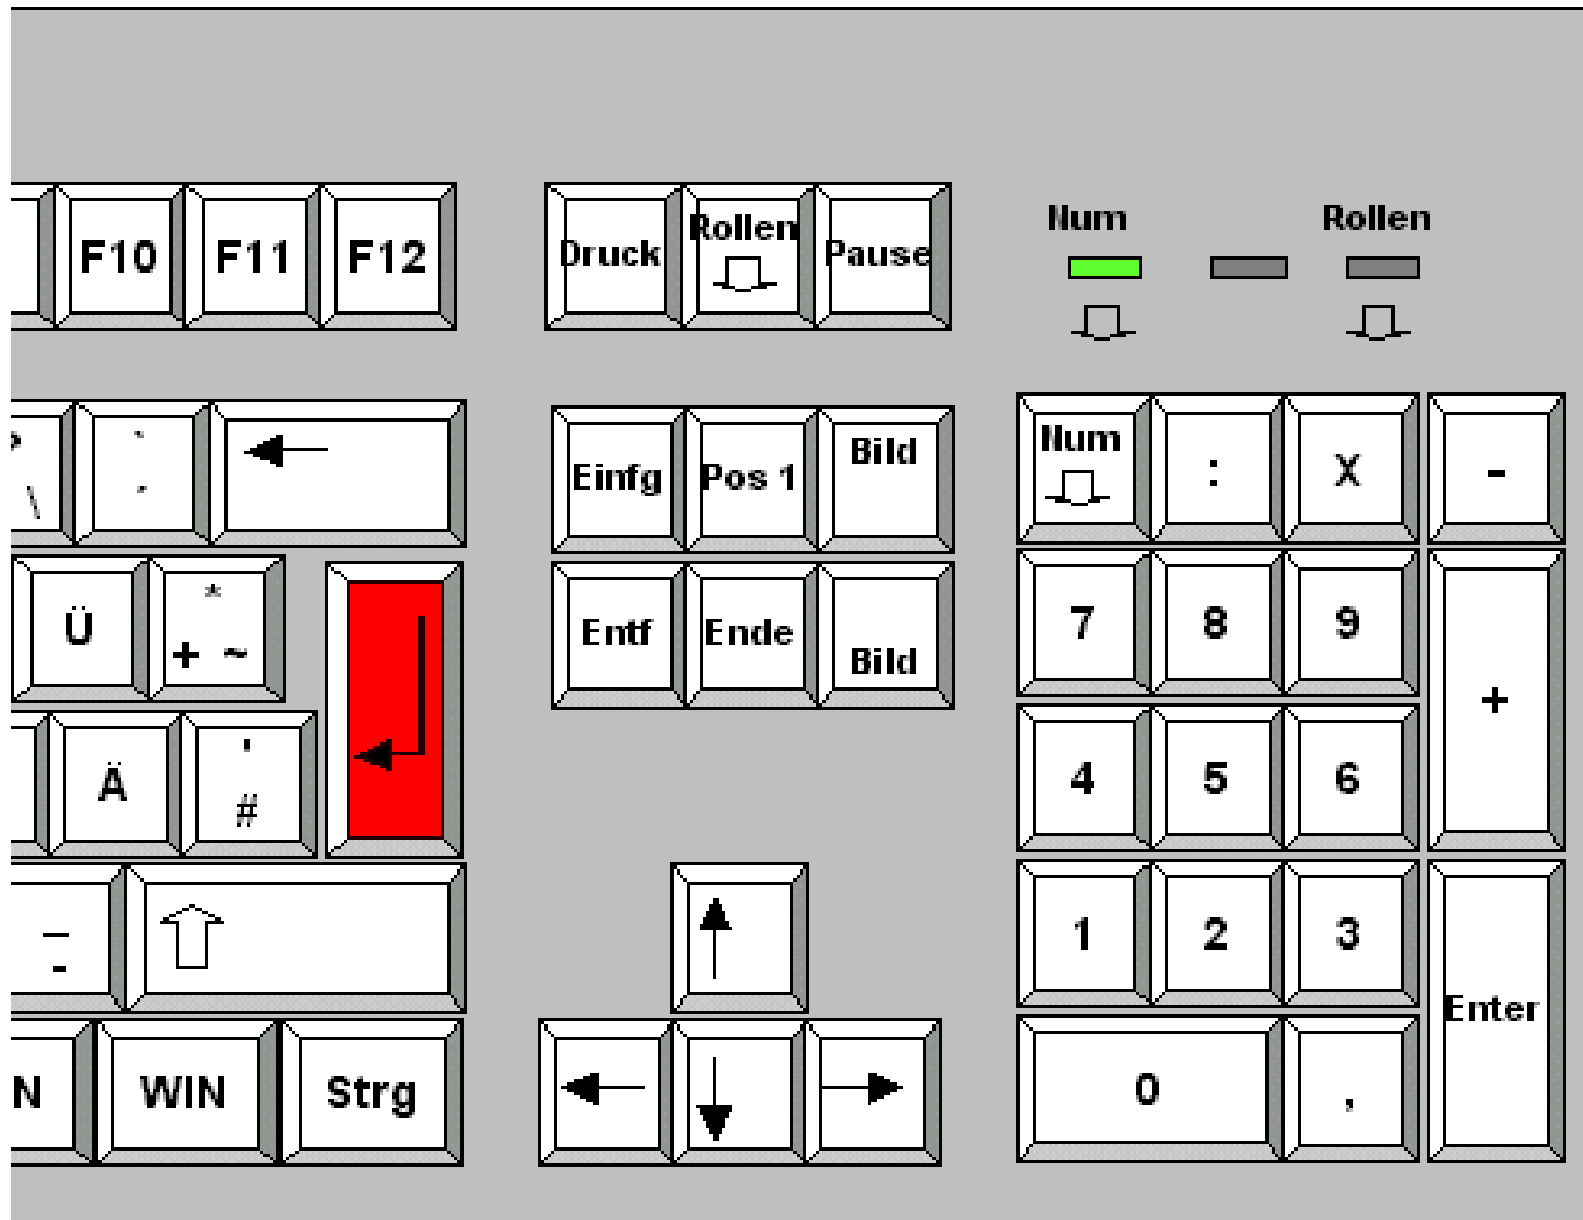 F10 F11 F12 Druck Rollen Pause
Num Rollen
` ´
\
Einfg Pos 1 Bild
Num : X -
Ü * + ~
Entf Ende Bild
7 8 9 +
Ä ' #
4 5 6
_ -
1 2 3 Enter
WIN Strg
0 ,